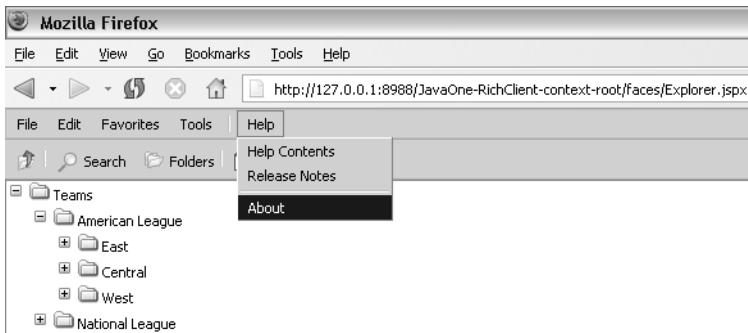 Mozilla Firefox
File Edit View Go Bookmarks Tools Help
http://127.0.0.1:8988/JavaOne-RichClient-context-root/faces/Explorer.jspx
File Edit Favorites Tools Help
Search Folders
Help Contents
Release Notes
About
Teams
American League
East
Central
West
National League